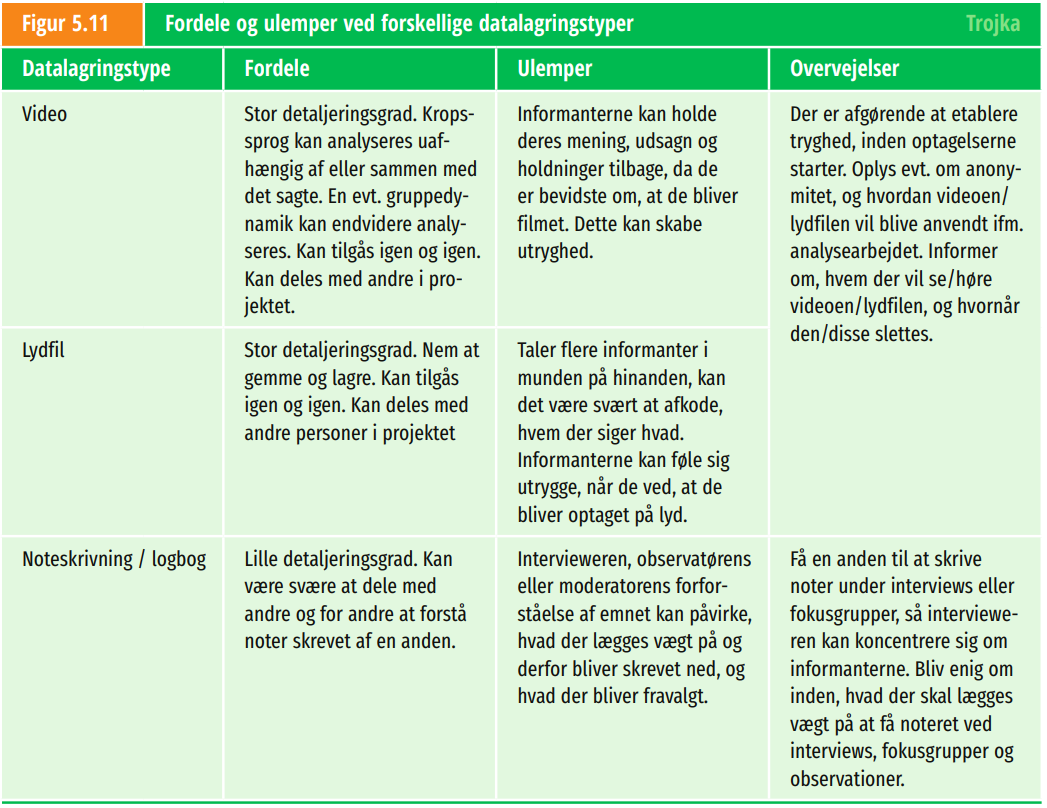 Figur 5.11
Fordele og ulemper ved forskellige datalagringstyper
Trojka
Datalagringstype
Fordele
Ulemper
Overvejelser
Video
Stor detaljeringsgrad. Krops-
sprog kan analyseres uaf-
hængig af eller sammen med
det sagte. En evt. gruppedy-
namik kan endvidere analy-
seres. Kan tilgås igen og igen.
Kan deles med andre i pro-
jektet.
Informanterne kan holde
deres mening, udsagn og
holdninger tilbage, da de
er bevidste om, at de bliver
filmet. Dette kan skabe
utryghed.
Der er afgørende at etablere
tryghed, inden optagelserne
starter. Oplys evt. om anony-
mitet, og hvordan videoen/
lydfilen vil blive anvendt ifm.
analysearbejdet. Informer
om, hvem der vil se/høre
videoen/lydfilen, og hvornår
den/disse slettes.
Lydfil
Stor detaljeringsgrad. Nem at
gemme og lagre. Kan tilgås
igen og igen. Kan deles med
andre personer i projektet
Taler flere informanter i
munden på hinanden, kan
det være svært at afkode,
hvem der siger hvad.
Informanterne kan føle sig
utrygge, når de ved, at de
bliver optaget på lyd.
Noteskrivning / logbog
Lille detaljeringsgrad. Kan
være svære at dele med
andre og for andre at forstå
noter skrevet af en anden.
Intervieweren, observatørens
eller moderatorens forfor-
ståelse af emnet kan påvirke,
hvad der lægges vægt på og
derfor bliver skrevet ned, og
hvad der bliver fravalgt.
Få en anden til at skrive
noter under interviews eller
fokusgrupper, så interviewe-
ren kan koncentrere sig om
informanterne. Bliv enig om
inden, hvad der skal lægges
vægt på at få noteret ved
interviews, fokusgrupper og
observationer.